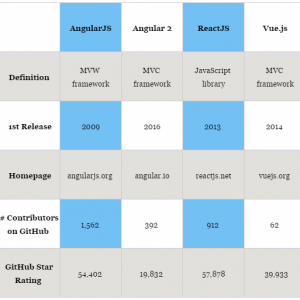 AngularJS Angular 2 ReactJS Vue.js
Definition MVW framework MVC framework JavaScript library MVC framework
1st Release 2009 2016 2013 2014
Homepage angularjs.org angular.io reactjs.net vuejs.org
# Contributors on GitHub 1,562 392 912 62
GitHub Star Rating 54,402 19,832 57,878 39,933